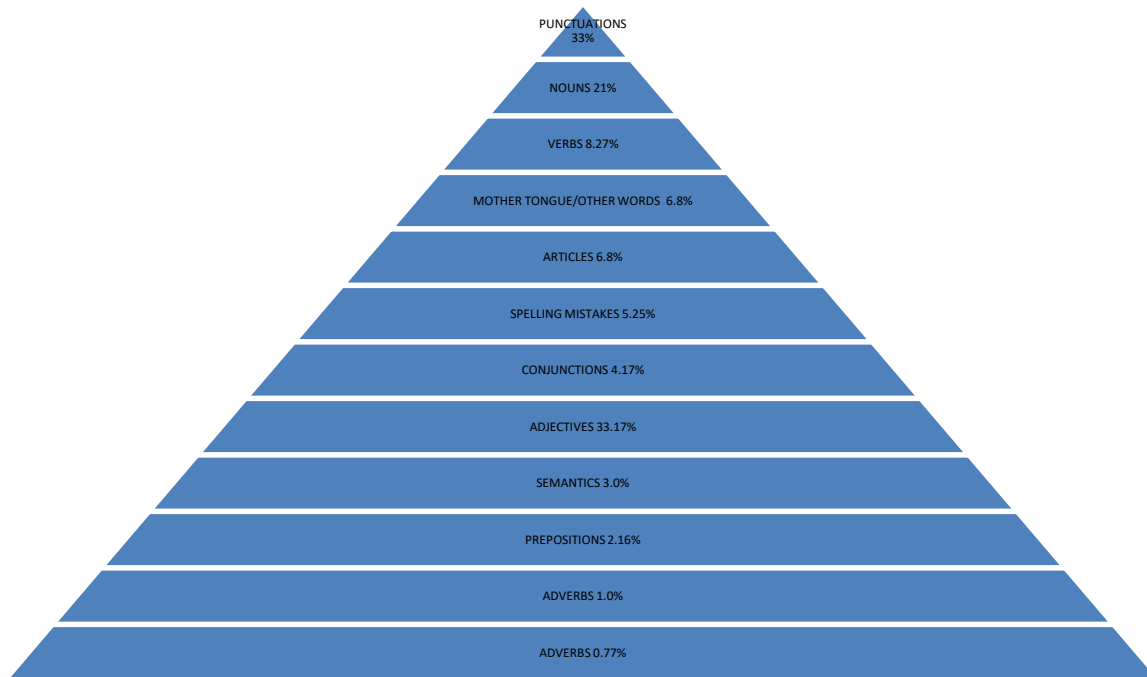 PUNCTUATIONS
33%
NOUNS 21%
VERBS 8.27%
MOTHER TONGUE/OTHER WORDS 6.8%
ARTICLES 6.8%
SPELLING MISTAKES 5.25%
CONJUNCTIONS 4.17%
ADJECTIVES 33.17%
SEMANTICS 3.0%
PREPOSITIONS 2.16%
ADVERBS 1.0%
ADVERBS 0.77%